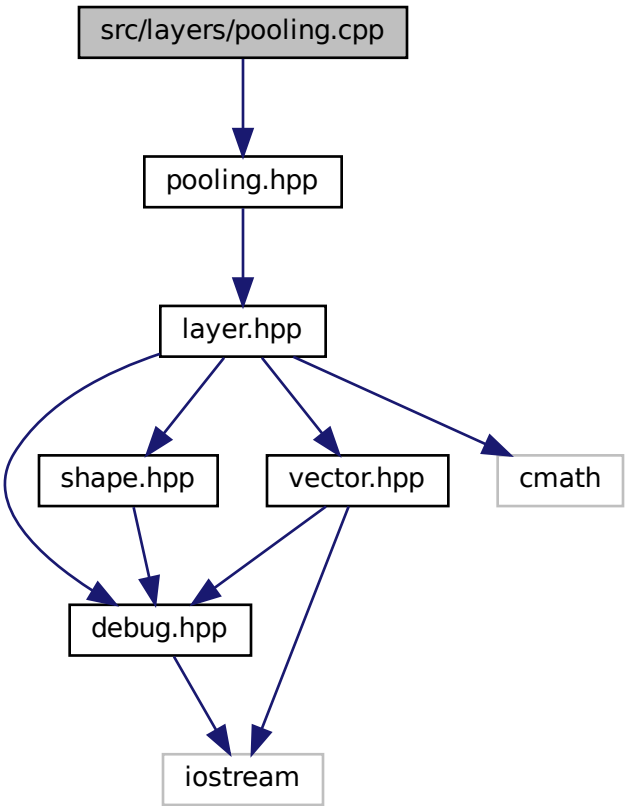 src/layers/pooling.cpp
pooling.hpp
layer.hpp
shape.hpp
vector.hpp
cmath
debug.hpp
iostream